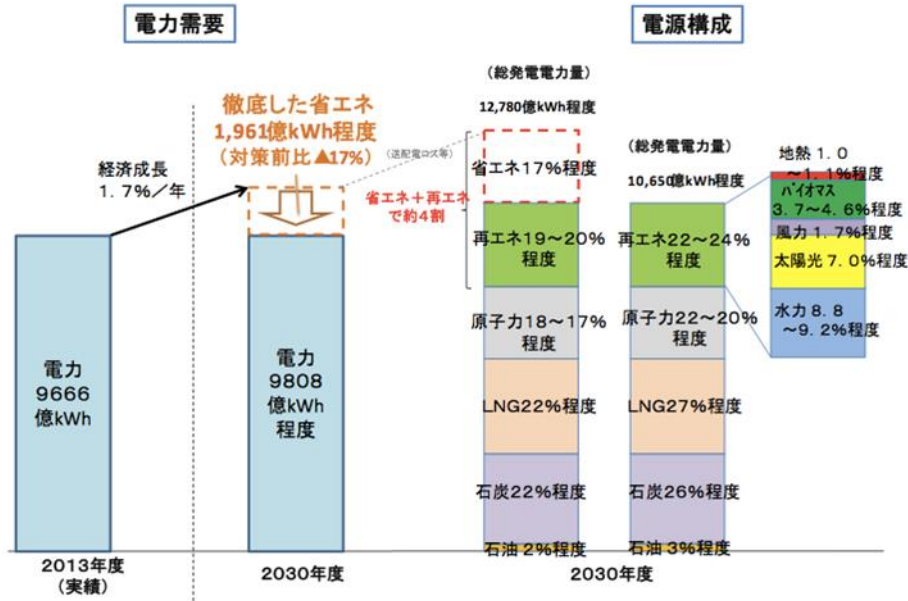 電力需要
電源構成
(総発電電力量)
12,780億kWh程度
徹底した省エネ
1,961億kWh程度
(対策前比▲17%)
(送配電ロス等)
経済成長
1.7%/年
省エネ+再エネ
で約4割
省エネ17%程度
(総発電電力量)
10,650億kWh程度
地熱1.0
~1.1%程度
バイオマス
3.7~4.6%程度
風力1.7%程度
太陽光7.0%程度
水力8.8
~9.2%程度
再エネ19~20%
程度
再エネ22~24%
程度
原子力18~17%
程度
原子力22~20%
程度
LNG22%程度
LNG27%程度
石炭22%程度
石炭26%程度
石油2%程度
石油3%程度
電力
9666
億kWh
電力
9808
億kWh
程度
2013年度
(実績)
2030年度
2030年度